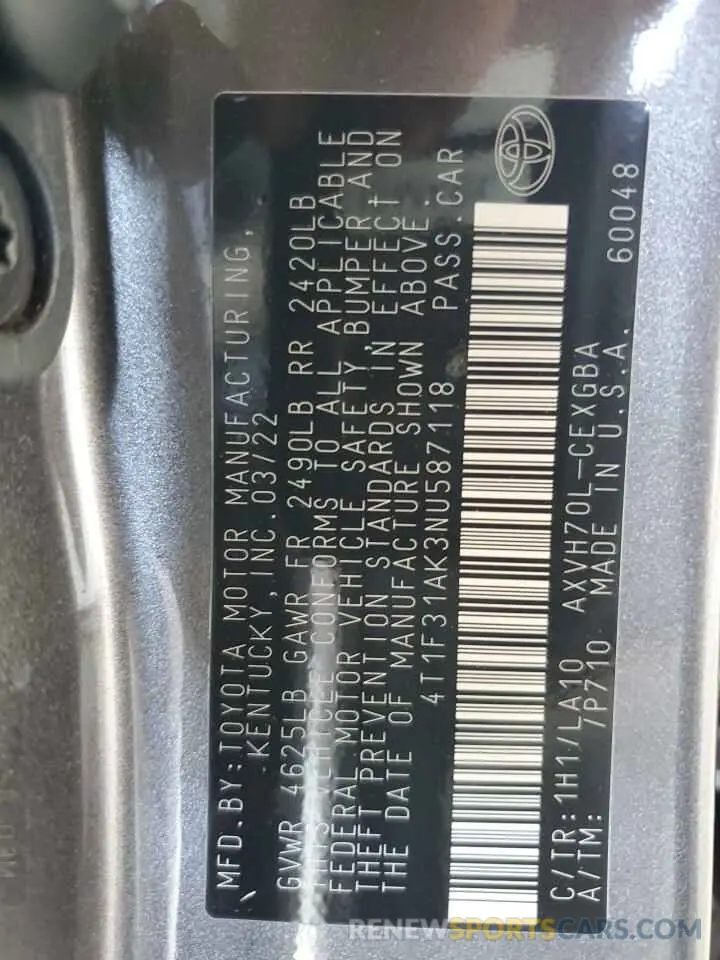 MFD.BY:TOYOTA MOTOR MANUFACTURING,
KENTUCKY,INC.03/22
GVWR 4625LB GAWR FR 2490LB RR 2420LB
THIS VEHICLE CONFORMS TO ALL APPLICABLE
FEDERAL MOTOR VEHICLE SAFETY,BUMPER AND
THEFT PREVENTION STANDARDS IN EFFECT ON
THE DATE OF MANUFACTURE SHOWN ABOVE.
4T1F31AK3NU587118 PASS.CAR
C/TR:1H1/LA10 AXVH70L-CEXGBA
A/TM: /7P710 MADE IN U.S.A. 60048
RENEWSPORTSCARS.COM